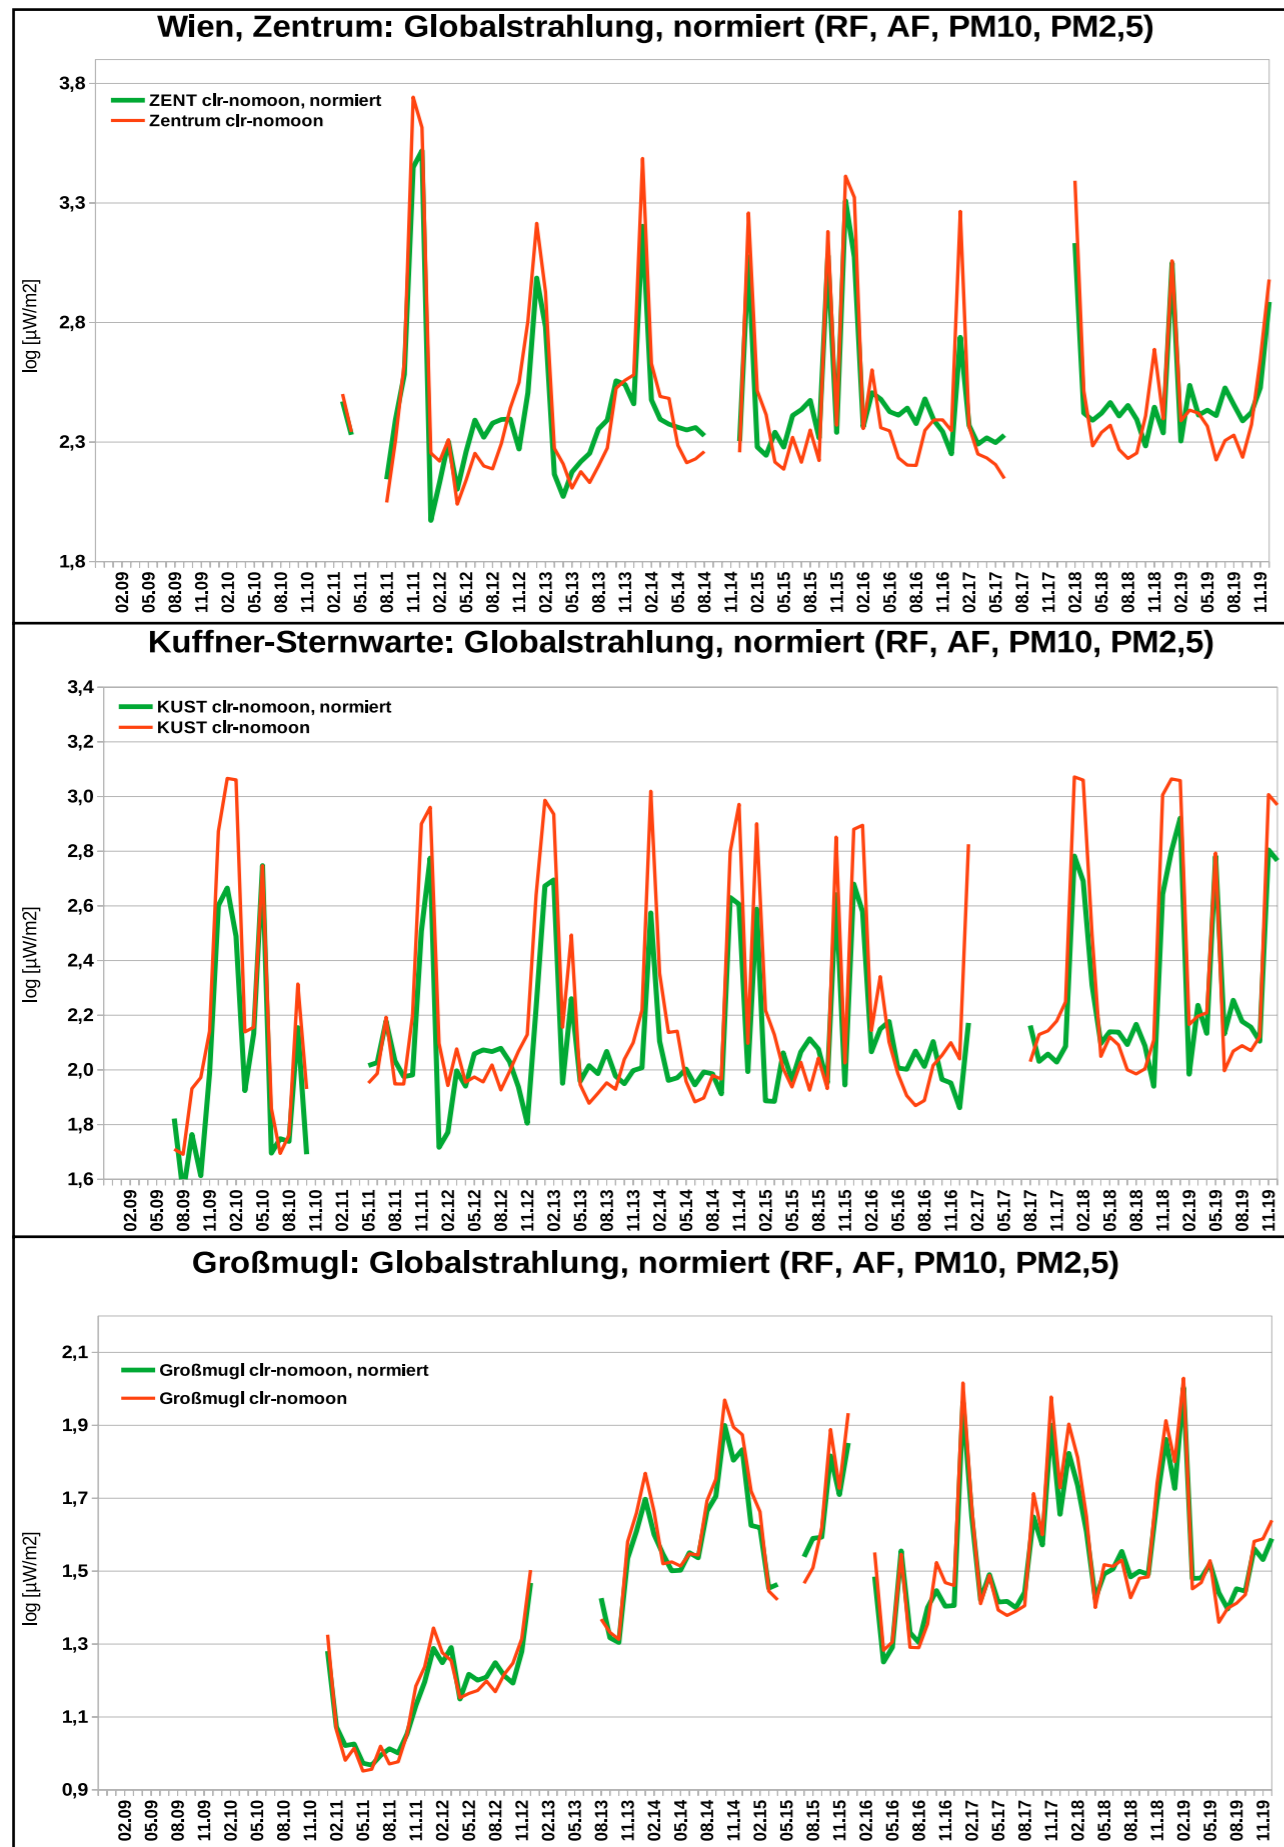 Wien, Zentrum: Globalstrahlung, normiert (RF, AF, PM10, PM2,5)
3,8
ZENT clr-nomoon, normiert
Zentrum clr-nomoon
3,3
log [µW/m2]
2,8
2,3
1,8
02.09 05.09 08.09 11.09 02.10 05.10 08.10 11.10 02.11 05.11 08.11 11.11 02.12 05.12 08.12 11.12 02.13 05.13 08.13 11.13 02.14 05.14 08.14 11.14 02.15 05.15 08.15 11.15 02.16 05.16 08.16 11.16 02.17 05.17 08.17 11.17 02.18 05.18 08.18 11.18 02.19 05.19 08.19 11.19
Kuffner-Sternwarte: Globalstrahlung, normiert (RF, AF, PM10, PM2,5)
3,4
KUST clr-nomoon, normiert
KUST clr-nomoon
3,2
3,0
2,8
2,6
2,4
log [µW/m2]
2,2
2,0
1,8
1,6
02.09 05.09 08.09 11.09 02.10 05.10 08.10 11.10 02.11 05.11 08.11 11.11 02.12 05.12 08.12 11.12 02.13 05.13 08.13 11.13 02.14 05.14 08.14 11.14 02.15 05.15 08.15 11.15 02.16 05.16 08.16 11.16 02.17 05.17 08.17 11.17 02.18 05.18 08.18 11.18 02.19 05.19 08.19 11.19
Großmugl: Globalstrahlung, normiert (RF, AF, PM10, PM2,5)
2,1
Großmugl clr-nomoon, normiert
Großmugl clr-nomoon
1,9
1,7
1,5
log [µW/m2]
1,3
1,1
0,9
02.09 05.09 08.09 11.09 02.10 05.10 08.10 11.10 02.11 05.11 08.11 11.11 02.12 05.12 08.12 11.12 02.13 05.13 08.13 11.13 02.14 05.14 08.14 11.14 02.15 05.15 08.15 11.15 02.16 05.16 08.16 11.16 02.17 05.17 08.17 11.17 02.18 05.18 08.18 11.18 02.19 05.19 08.19 11.19